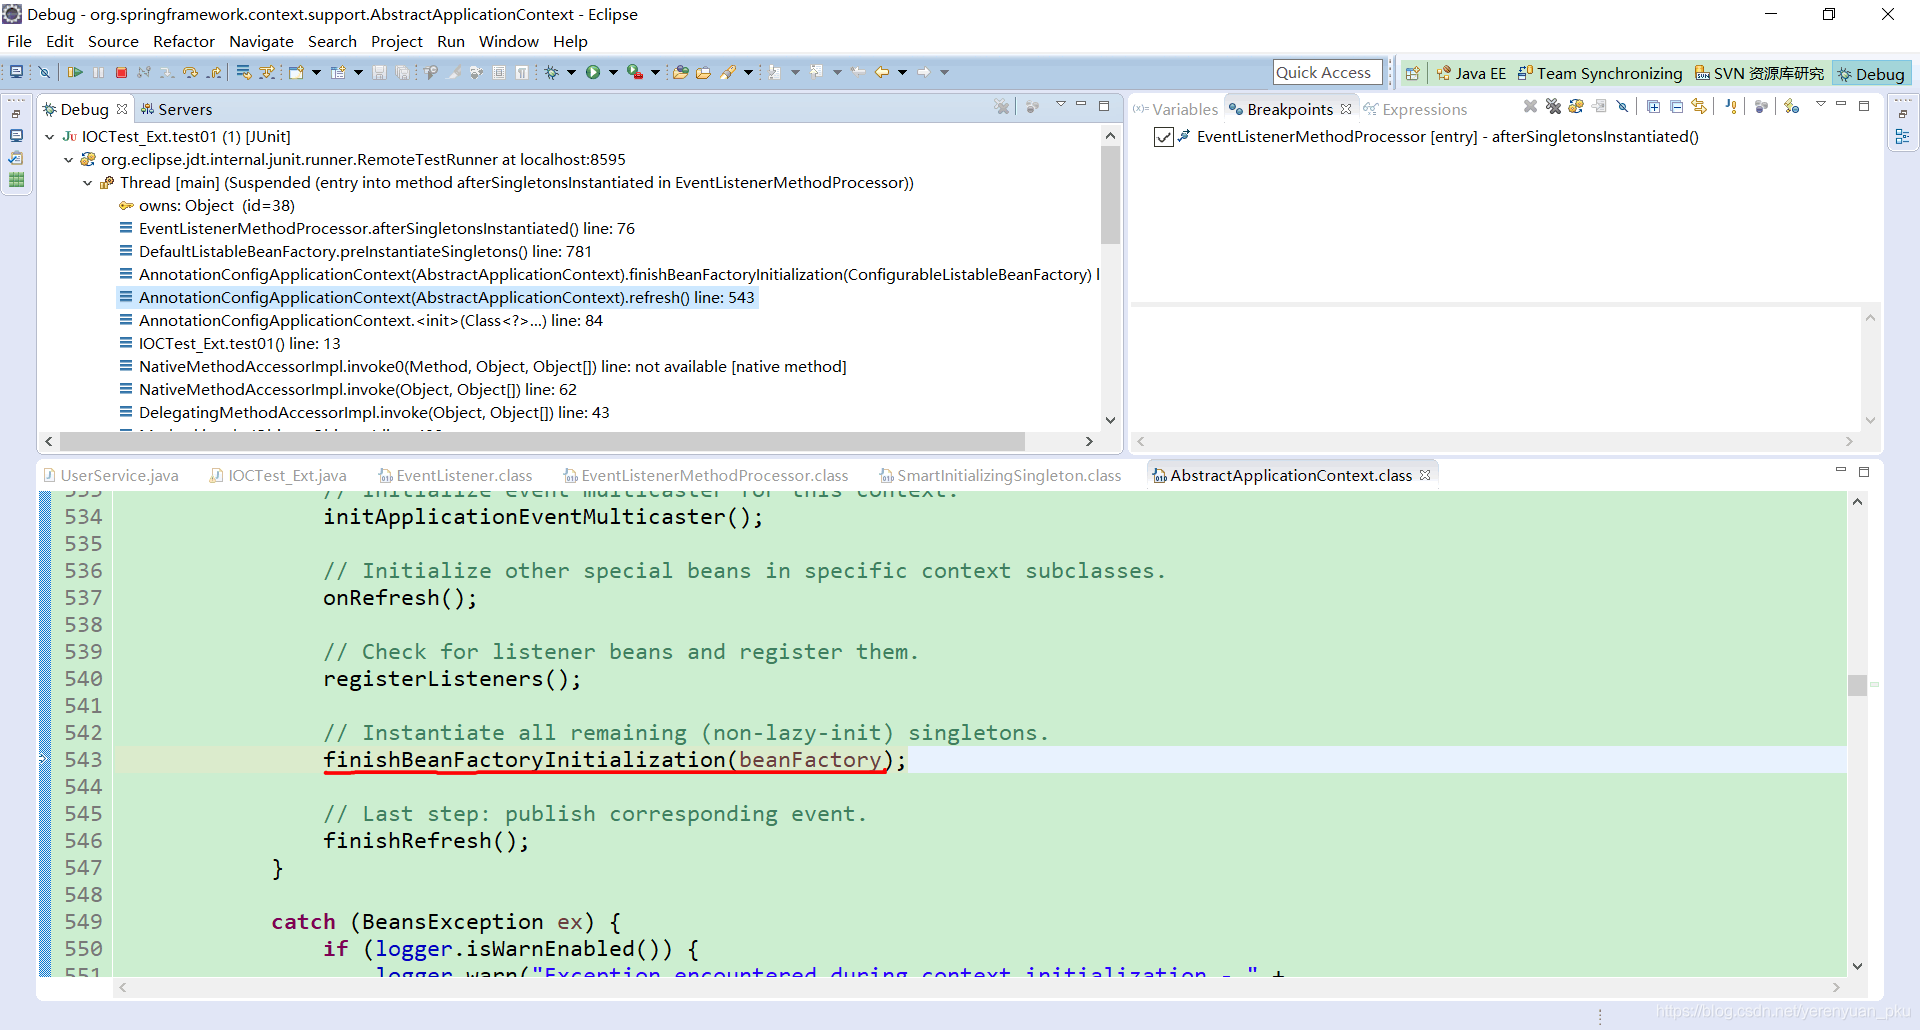 Debug - org.springframework.context.support.AbstractApplicationContext - Eclipse
File Edit Source Refactor Navigate Search Project Run Window Help
Quick Access
Java EE
Team Synchronizing
SVN 资源库研究
Debug
Debug
Servers
IOCTest_Ext.test01 (1) [JUnit]
org.eclipse.jdt.internal.junit.runner.RemoteTestRunner at localhost:8595
Thread [main] (Suspended (entry into method afterSingletonsInstantiated in EventListenerMethodProcessor))
owns: Object (id=38)
EventListenerMethodProcessor.afterSingletonsInstantiated() line: 76
DefaultListableBeanFactory.preInstantiateSingletons() line: 781
AnnotationConfigApplicationContext(AbstractApplicationContext).finishBeanFactoryInitialization(ConfigurableListableBeanFactory) l
AnnotationConfigApplicationContext(AbstractApplicationContext).refresh() line: 543
AnnotationConfigApplicationContext.<init>(Class<?>...) line: 84
IOCTest_Ext.test01() line: 13
NativeMethodAccessorImpl.invoke0(Method, Object, Object[]) line: not available [native method]
NativeMethodAccessorImpl.invoke(Object, Object[]) line: 62
DelegatingMethodAccessorImpl.invoke(Object, Object[]) line: 43
(x)= Variables
Breakpoints
Expressions
EventListenerMethodProcessor [entry] - afterSingletonsInstantiated()
UserService.java
IOCTest_Ext.java
EventListener.class
EventListenerMethodProcessor.class
SmartInitializingSingleton.class
AbstractApplicationContext.class
533 // Initialize event multicaster for this context.
534 initApplicationEventMulticaster();
535
536 // Initialize other special beans in specific context subclasses.
537 onRefresh();
538
539 // Check for listener beans and register them.
540 registerListeners();
541
542 // Instantiate all remaining (non-lazy-init) singletons.
543 finishBeanFactoryInitialization(beanFactory);
544
545 // Last step: publish corresponding event.
546 finishRefresh();
547 }
548
549 catch (BeansException ex) {
550 if (logger.isWarnEnabled()) {
551 logger.warn("Exception encountered during context initialization - " +
https://blog.csdn.net/yerenyuan_pku